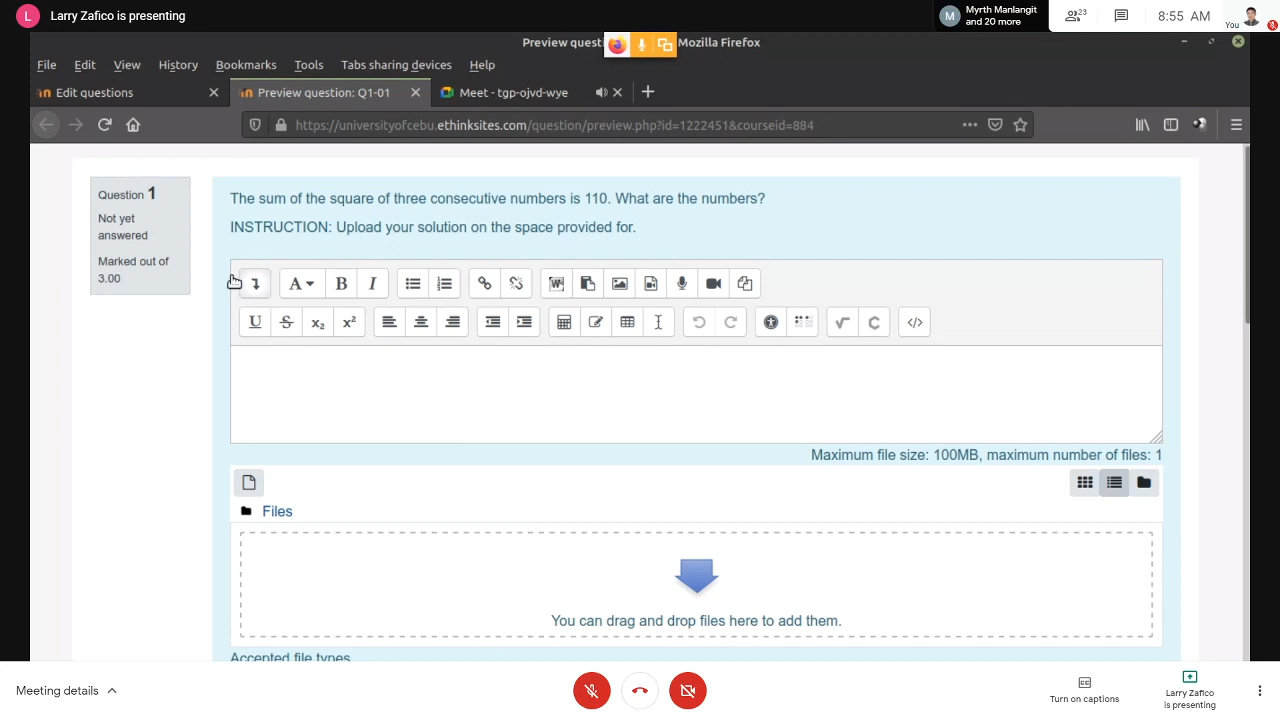 L Larry Zafico is presenting
M Myrth Manlangit and 20 more
23
8:55 AM
You
Preview quest Mozilla Firefox
File Edit View History Bookmarks Tools Tabs sharing devices Help
Edit questions
Preview question: Q1-01
Meet - tgp-ojvd-wye
https://universityofcebu.ethinksites.com/question/preview.php?id=1222451&courseid=884
Question 1
Not yet
answered
Marked out of
3.00
The sum of the square of three consecutive numbers is 110. What are the numbers?
INSTRUCTION: Upload your solution on the space provided for.
A B I
U S x₂ x²
</>
Maximum file size: 100MB, maximum number of files: 1
Files
You can drag and drop files here to add them.
Accepted file types
Meeting details
Turn on captions
Larry Zafico
is presenting